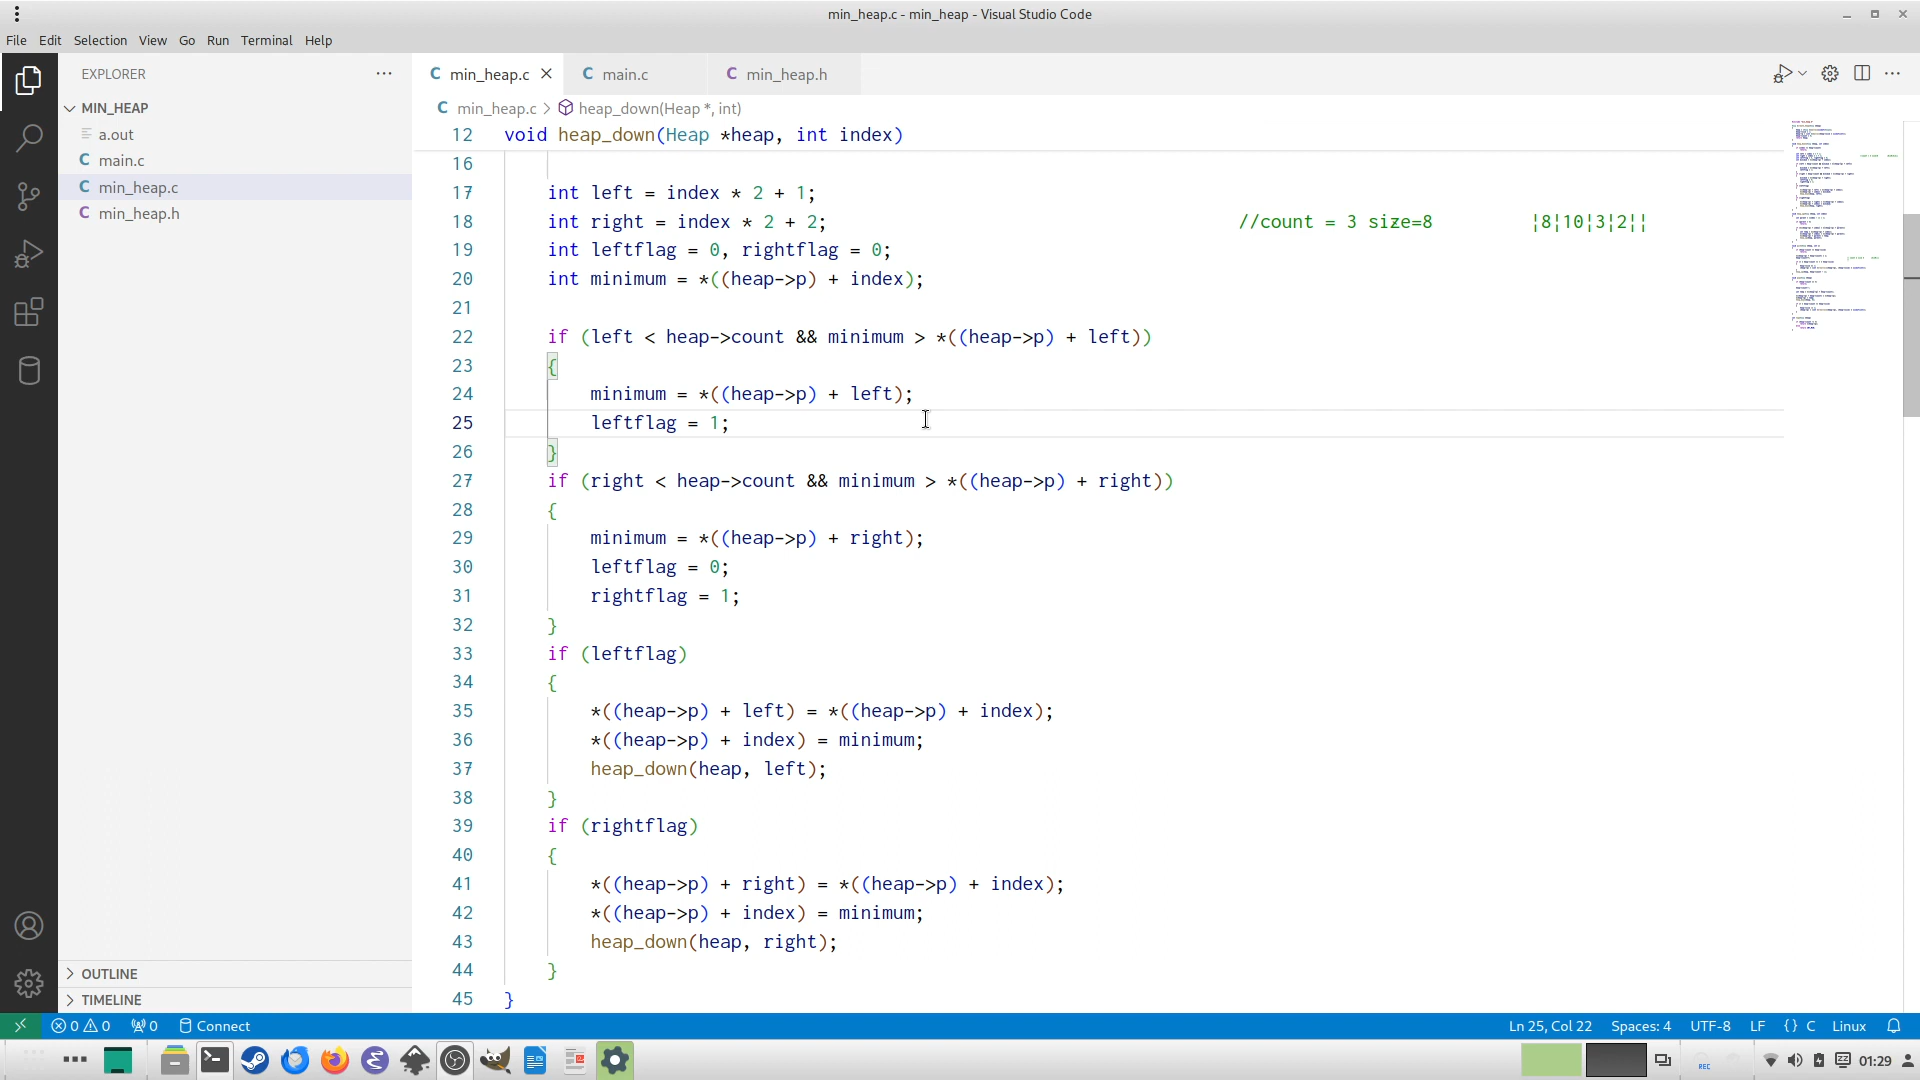 min_heap.c - min_heap - Visual Studio Code
File Edit Selection View Go Run Terminal Help
EXPLORER
MIN_HEAP
a.out
C main.c
C min_heap.c
C min_heap.h
OUTLINE
TIMELINE
C min_heap.c
C main.c
C min_heap.h
C min_heap.c > heap_down(Heap *, int)
12 void heap_down(Heap *heap, int index)
16
17 int left = index * 2 + 1;
18 int right = index * 2 + 2; //count = 3 size=8 ¦8¦10¦3¦2¦¦
19 int leftflag = 0, rightflag = 0;
20 int minimum = *((heap->p) + index);
21
22 if (left < heap->count && minimum > *((heap->p) + left))
23 {
24 minimum = *((heap->p) + left);
25 leftflag = 1;
26 }
27 if (right < heap->count && minimum > *((heap->p) + right))
28 {
29 minimum = *((heap->p) + right);
30 leftflag = 0;
31 rightflag = 1;
32 }
33 if (leftflag)
34 {
35 *((heap->p) + left) = *((heap->p) + index);
36 *((heap->p) + index) = minimum;
37 heap_down(heap, left);
38 }
39 if (rightflag)
40 {
41 *((heap->p) + right) = *((heap->p) + index);
42 *((heap->p) + index) = minimum;
43 heap_down(heap, right);
44 }
45 }
0 0 0 Connect
Ln 25, Col 22 Spaces: 4 UTF-8 LF {} C Linux
REC
01:29